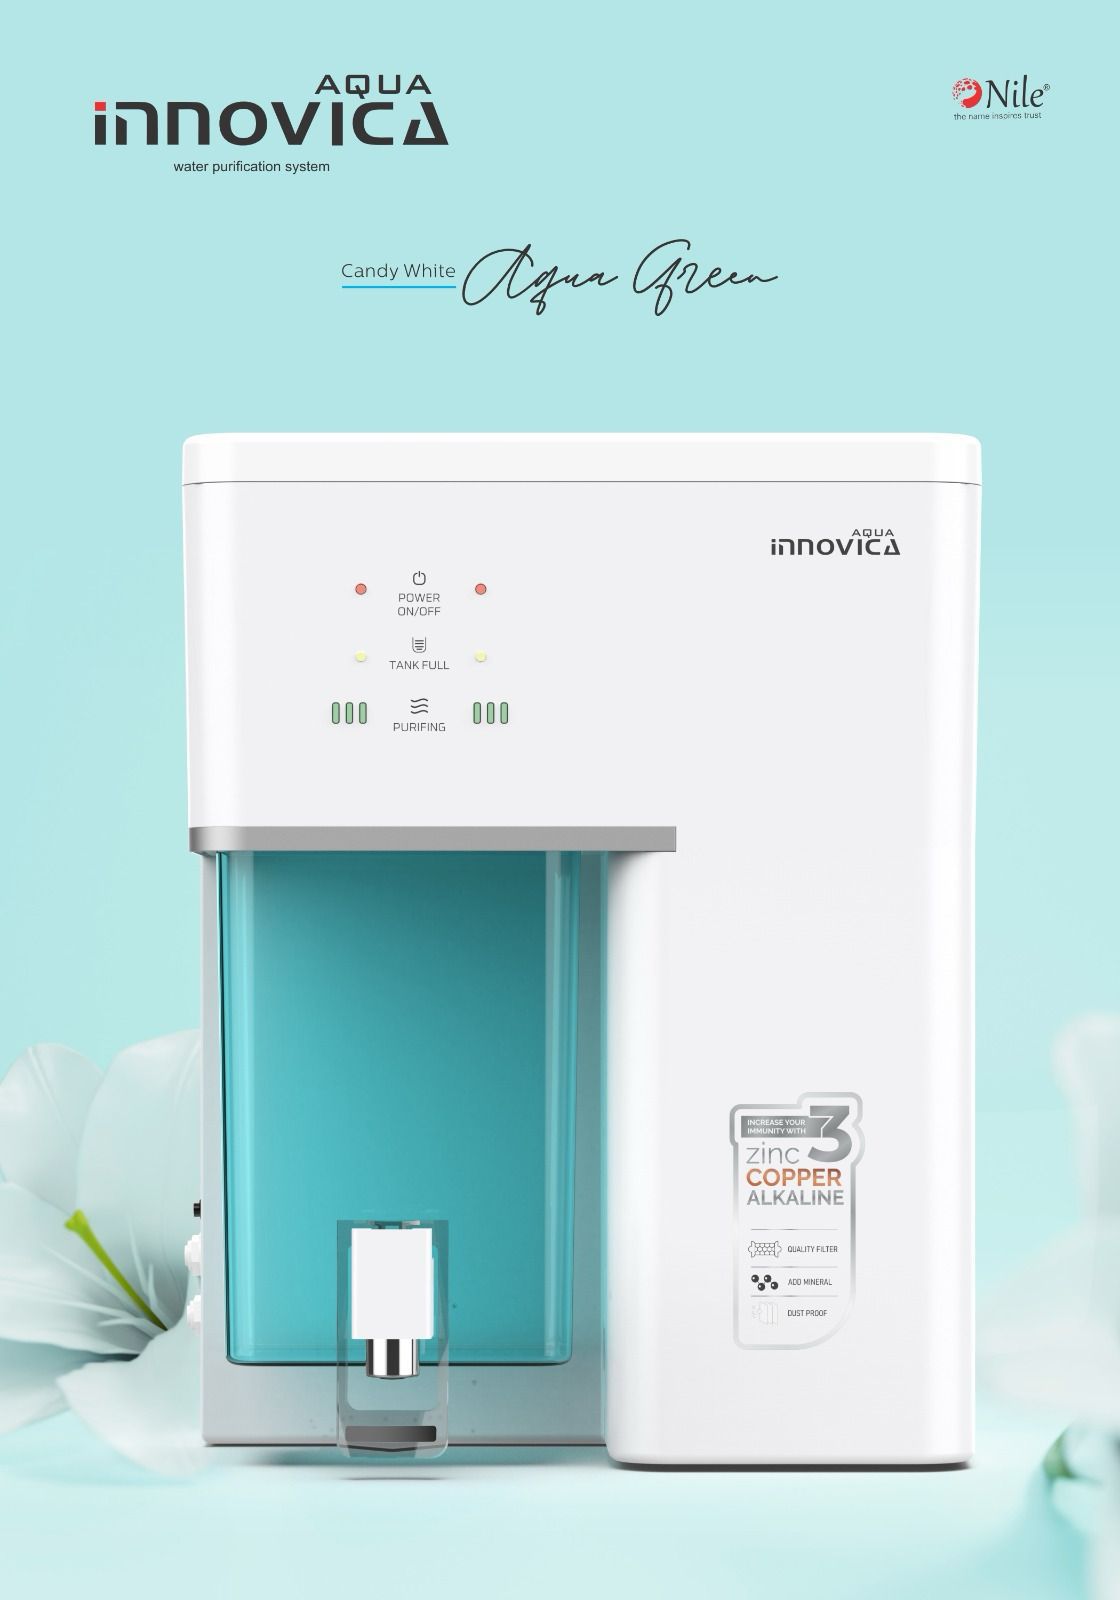 AQUA
innovica
water purification system
Nile®
the name inspires trust
Candy White Aqua Green
AQUA
innovica
POWER
ON/OFF
TANK FULL
PURIFING
INCREASE YOUR
IMMUNITY WITH
3
zinc
COPPER
ALKALINE
QUALITY FILTER
ADD MINERAL
DUST PROOF